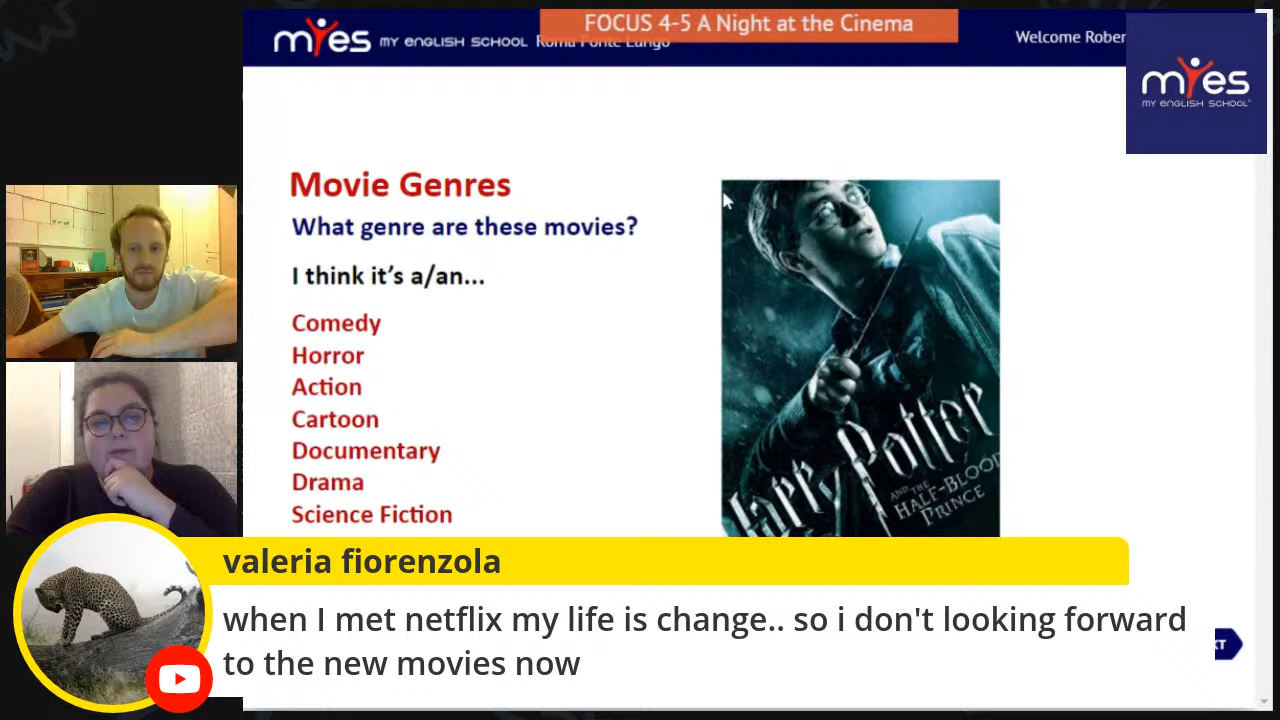 FOCUS 4-5 A Night at the Cinema
myes MY ENGLISH SCHOOL Roma Ponte Lungo
Welcome Rober
myes
MY ENGLISH SCHOOL
Movie Genres
What genre are these movies?
I think it's a/an...
Comedy
Horror
Action
Cartoon
Documentary
Drama
Science Fiction
Harry Potter
AND THE
HALF-BLOOD
PRINCE
valeria fiorenzola
when I met netflix my life is change.. so i don't looking forward
to the new movies now